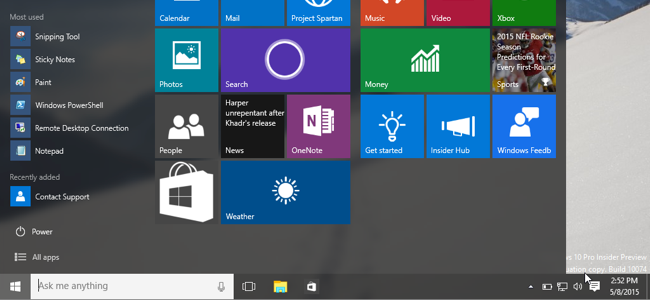 Most used
Snipping Tool
Sticky Notes
Paint
Windows PowerShell
Remote Desktop Connection
Notepad
Recently added
Contact Support
Power
All apps
Calendar
Mail
Project Spartan
Music
Video
Xbox
Photos
Search
Money
2015 NFL Rookie
Season
Predictions for
Every First-Round
Sports
People
Harper
unrepentant after
Khadr's release
News
OneNote
Get started
Insider Hub
Windows Feedb
Weather
10 Pro Insider Preview
copy. Build 10074
Ask me anything
2:52 PM
5/8/2015